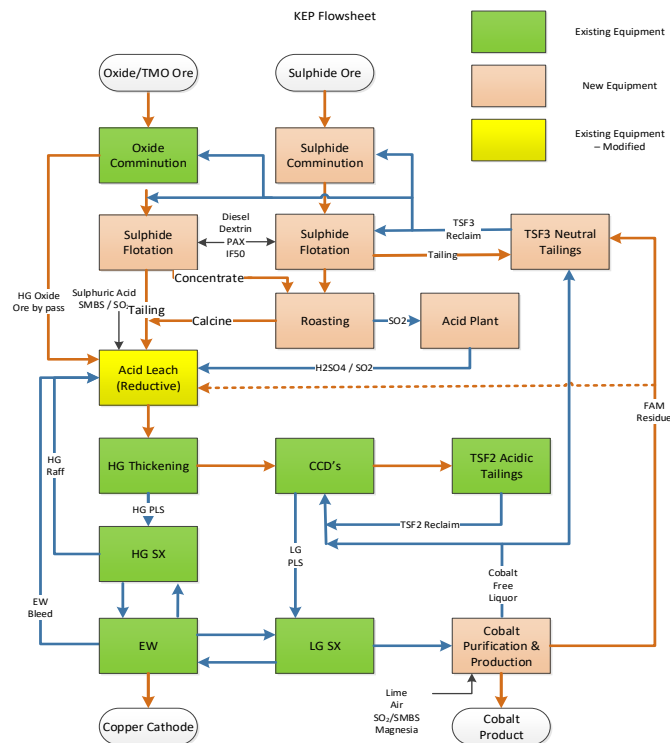 KEP Flowsheet
Existing Equipment
New Equipment
Existing Equipment
– Modified
Oxide/TMO Ore
Sulphide Ore
Oxide
Comminution
Sulphide
Comminution
Sulphide
Flotation
Diesel
Dextrin
PAX
IF50
Sulphide
Flotation
TSF3
Reclaim
TSF3 Neutral
Tailings
Tailing
Concentrate
HG Oxide
Ore by pass
Sulphuric Acid
SMBS / SO2
Tailing
Calcine
Roasting
SO2
Acid Plant
Acid Leach
(Reductive)
H2SO4 / SO2
FAM
Residue
HG
Raff
HG Thickening
CCD's
TSF2 Acidic
Tailings
HG PLS
TSF2 Reclaim
LG
PLS
HG SX
Cobalt
Free
Liquor
EW
Bleed
EW
LG SX
Cobalt
Purification &
Production
Lime
Air
SO₂/SMBS
Magnesia
Copper Cathode
Cobalt
Product